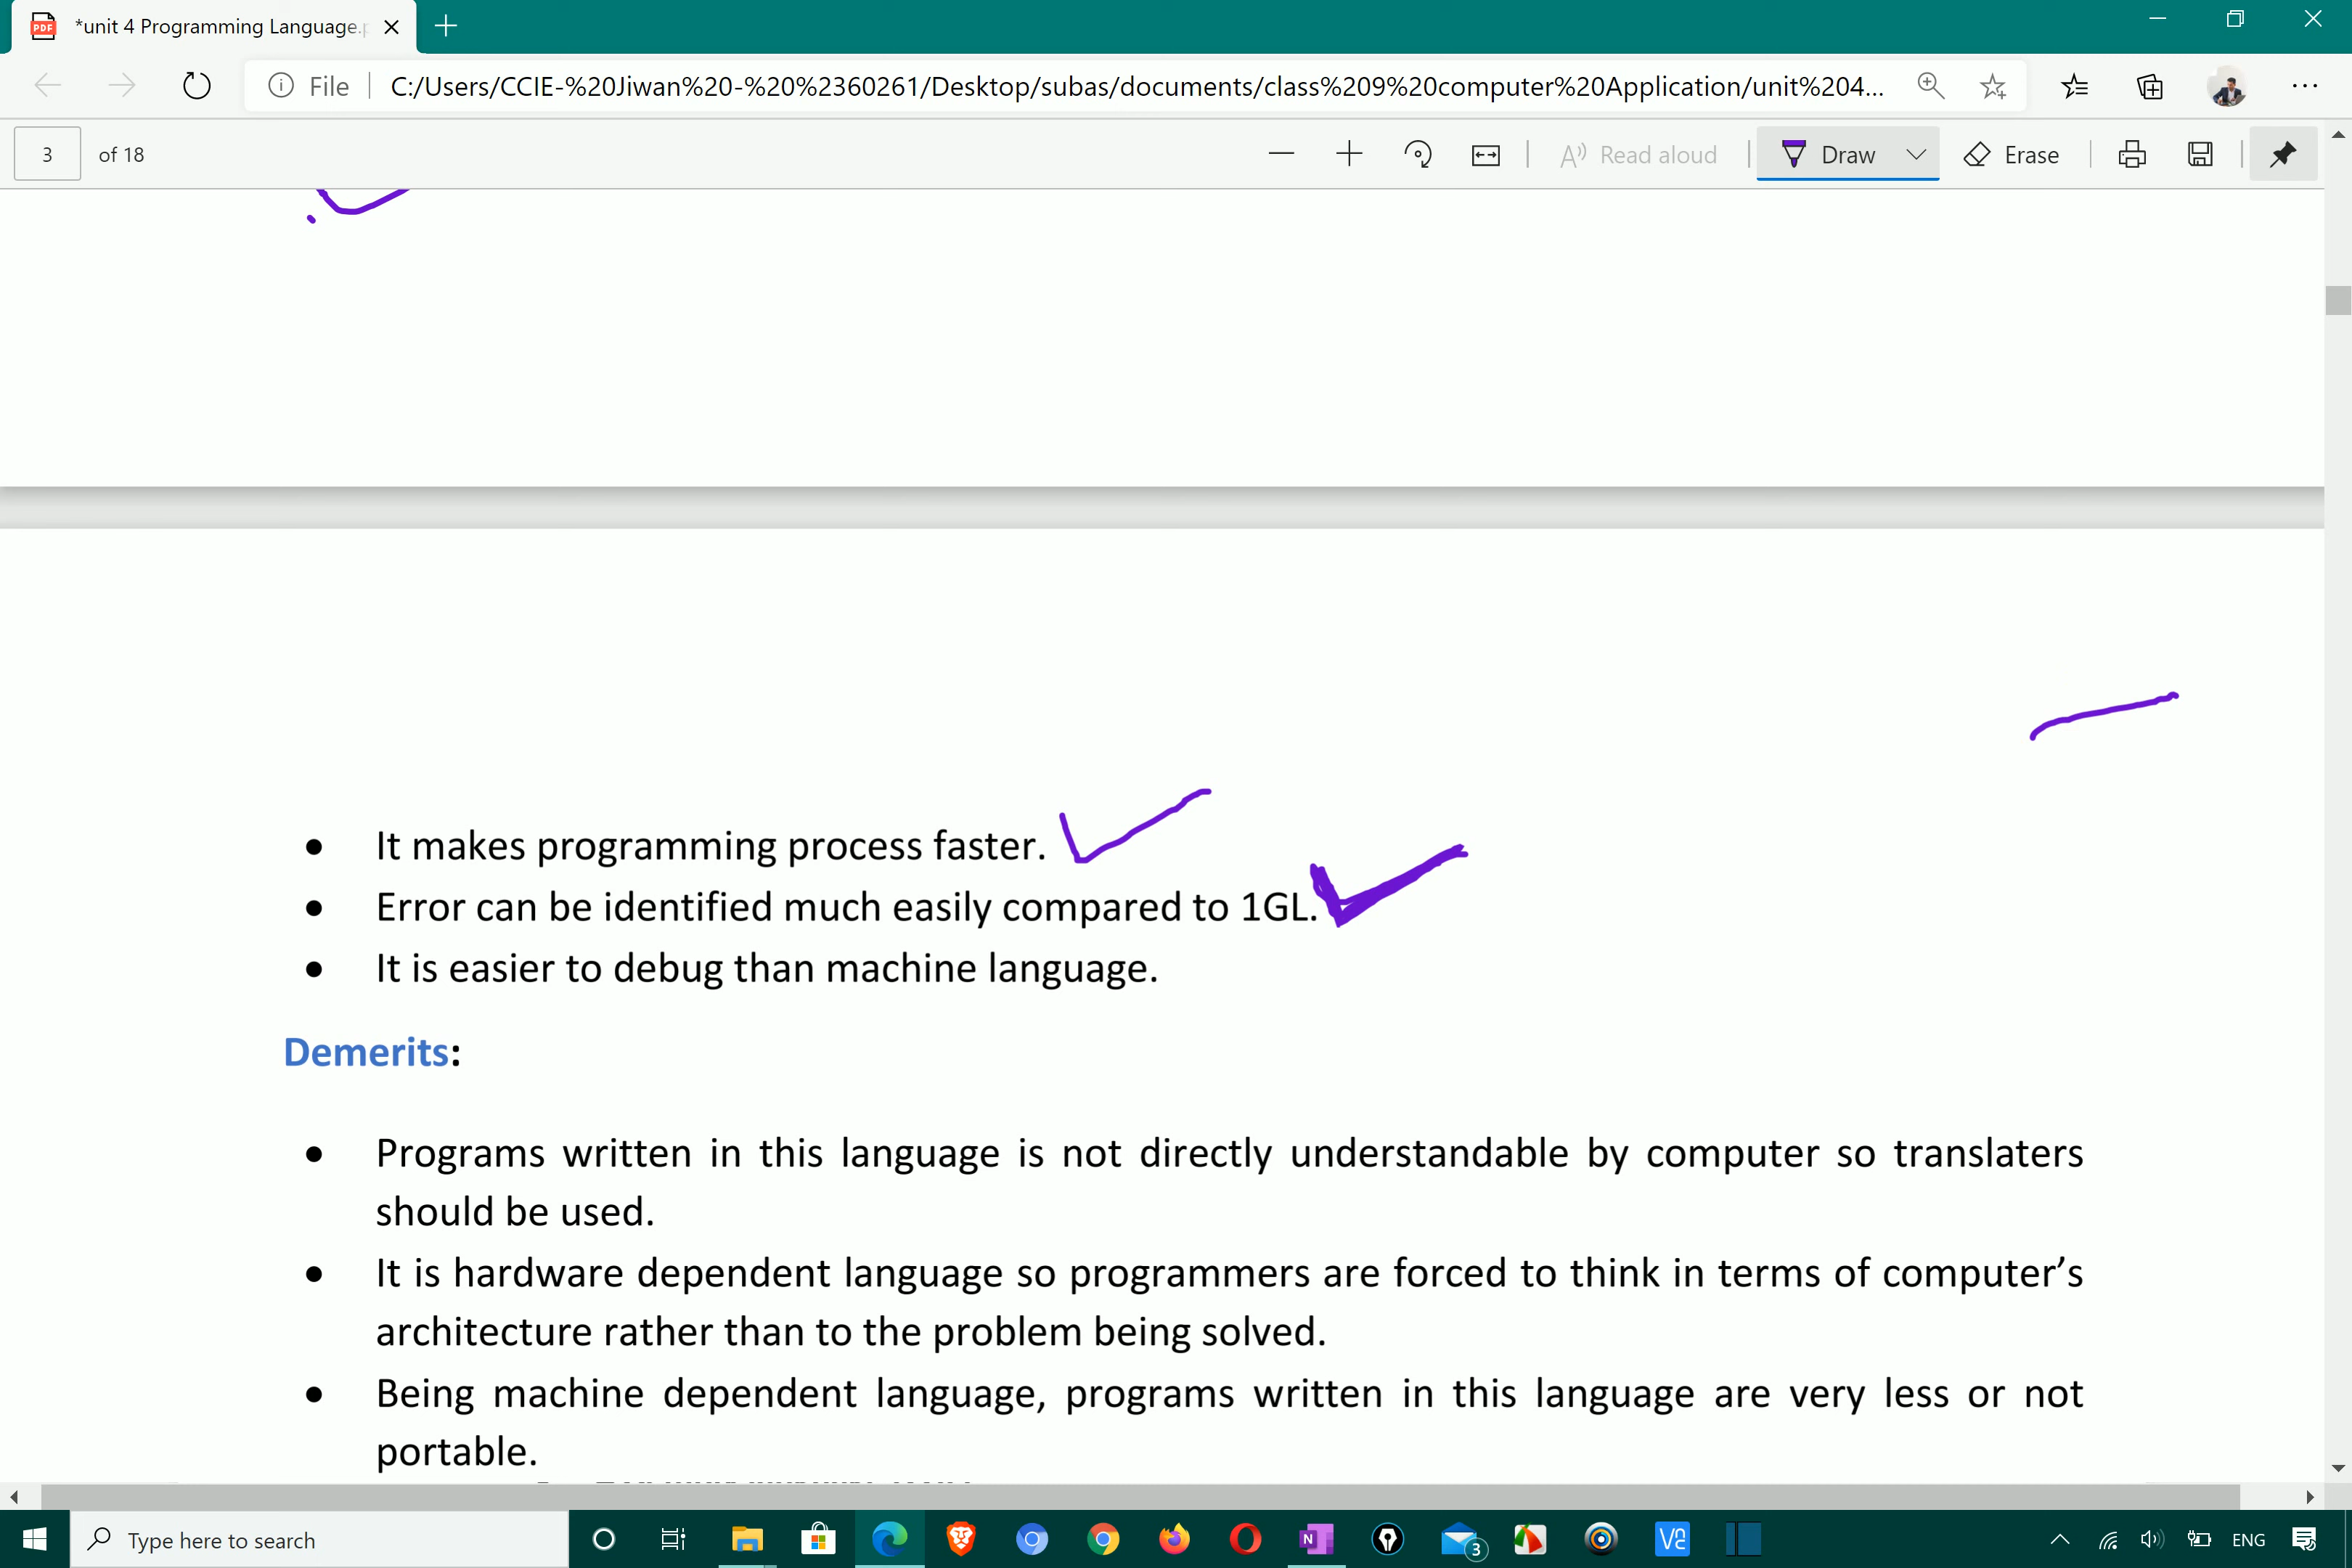 *unit 4 Programming Language.p
File
C:/Users/CCIE-%20Jiwan%20-%20%2360261/Desktop/subas/documents/class%209%20computer%20Application/unit%204...
3 of 18
Read aloud
Draw
Erase
• It makes programming process faster.
• Error can be identified much easily compared to 1GL.
• It is easier to debug than machine language.
Demerits:
• Programs written in this language is not directly understandable by computer so translaters
should be used.
• It is hardware dependent language so programmers are forced to think in terms of computer’s
architecture rather than to the problem being solved.
• Being machine dependent language, programs written in this language are very less or not
portable.
Type here to search
3
ENG